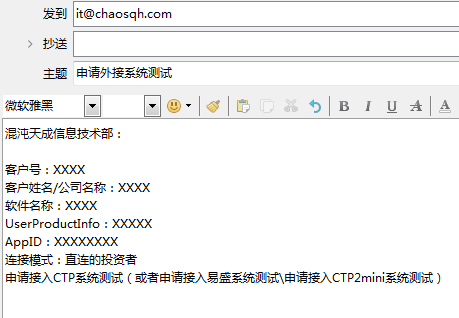 发到 it@chaosqh.com
抄送
主题 申请外接系统测试
微软雅黑 B I U A A
混沌天成信息技术部：
客户号：XXXX
客户姓名/公司名称：XXXX
软件名称：XXXX
UserProductInfo：XXXXX
AppID：XXXXXXXX
连接模式：直连的投资者
申请接入CTP系统测试（或者申请接入易盛系统测试\申请接入CTP2mini系统测试）